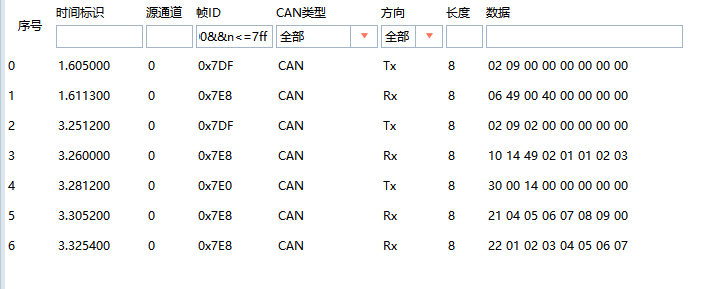 序号 时间标识 源通道 帧ID CAN类型 方向 长度 数据
0&&n<=7ff 全部 全部
0 1.605000 0 0x7DF CAN Tx 8 02 09 00 00 00 00 00 00
1 1.611300 0 0x7E8 CAN Rx 8 06 49 00 40 00 00 00 00
2 3.251200 0 0x7DF CAN Tx 8 02 09 02 00 00 00 00 00
3 3.260000 0 0x7E8 CAN Rx 8 10 14 49 02 01 01 02 03
4 3.281200 0 0x7E0 CAN Tx 8 30 00 14 00 00 00 00 00
5 3.305200 0 0x7E8 CAN Rx 8 21 04 05 06 07 08 09 00
6 3.325400 0 0x7E8 CAN Rx 8 22 01 02 03 04 05 06 07